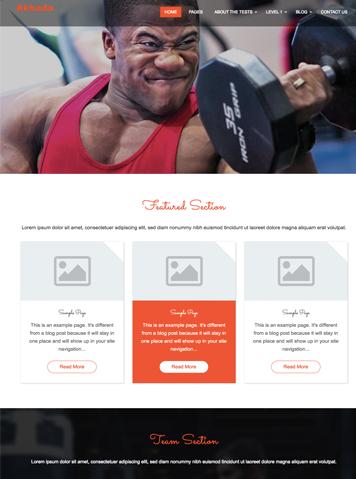 Akhada
HOME PAGES ABOUT THE TESTS LEVEL 1 BLOG CONTACT US
IRON GRIP
35
Featured Section
Lorem ipsum dolor sit amet, consectetuer adipiscing elit, sed diam nonummy nibh euismod tincidunt ut laoreet dolore magna aliquam erat volutpat.
Sample Page
This is an example page. It's different
from a blog post because it will stay in
one place and will show up in your site
navigation...
Read More
Sample Page
This is an example page. It's different
from a blog post because it will stay in
one place and will show up in your site
navigation...
Read More
Sample Page
This is an example page. It's different
from a blog post because it will stay in
one place and will show up in your site
navigation...
Read More
Team Section
Lorem ipsum dolor sit amet, consectetuer adipiscing elit, sed diam nonummy nibh euismod tincidunt ut laoreet dolore magna aliquam erat volutpat.